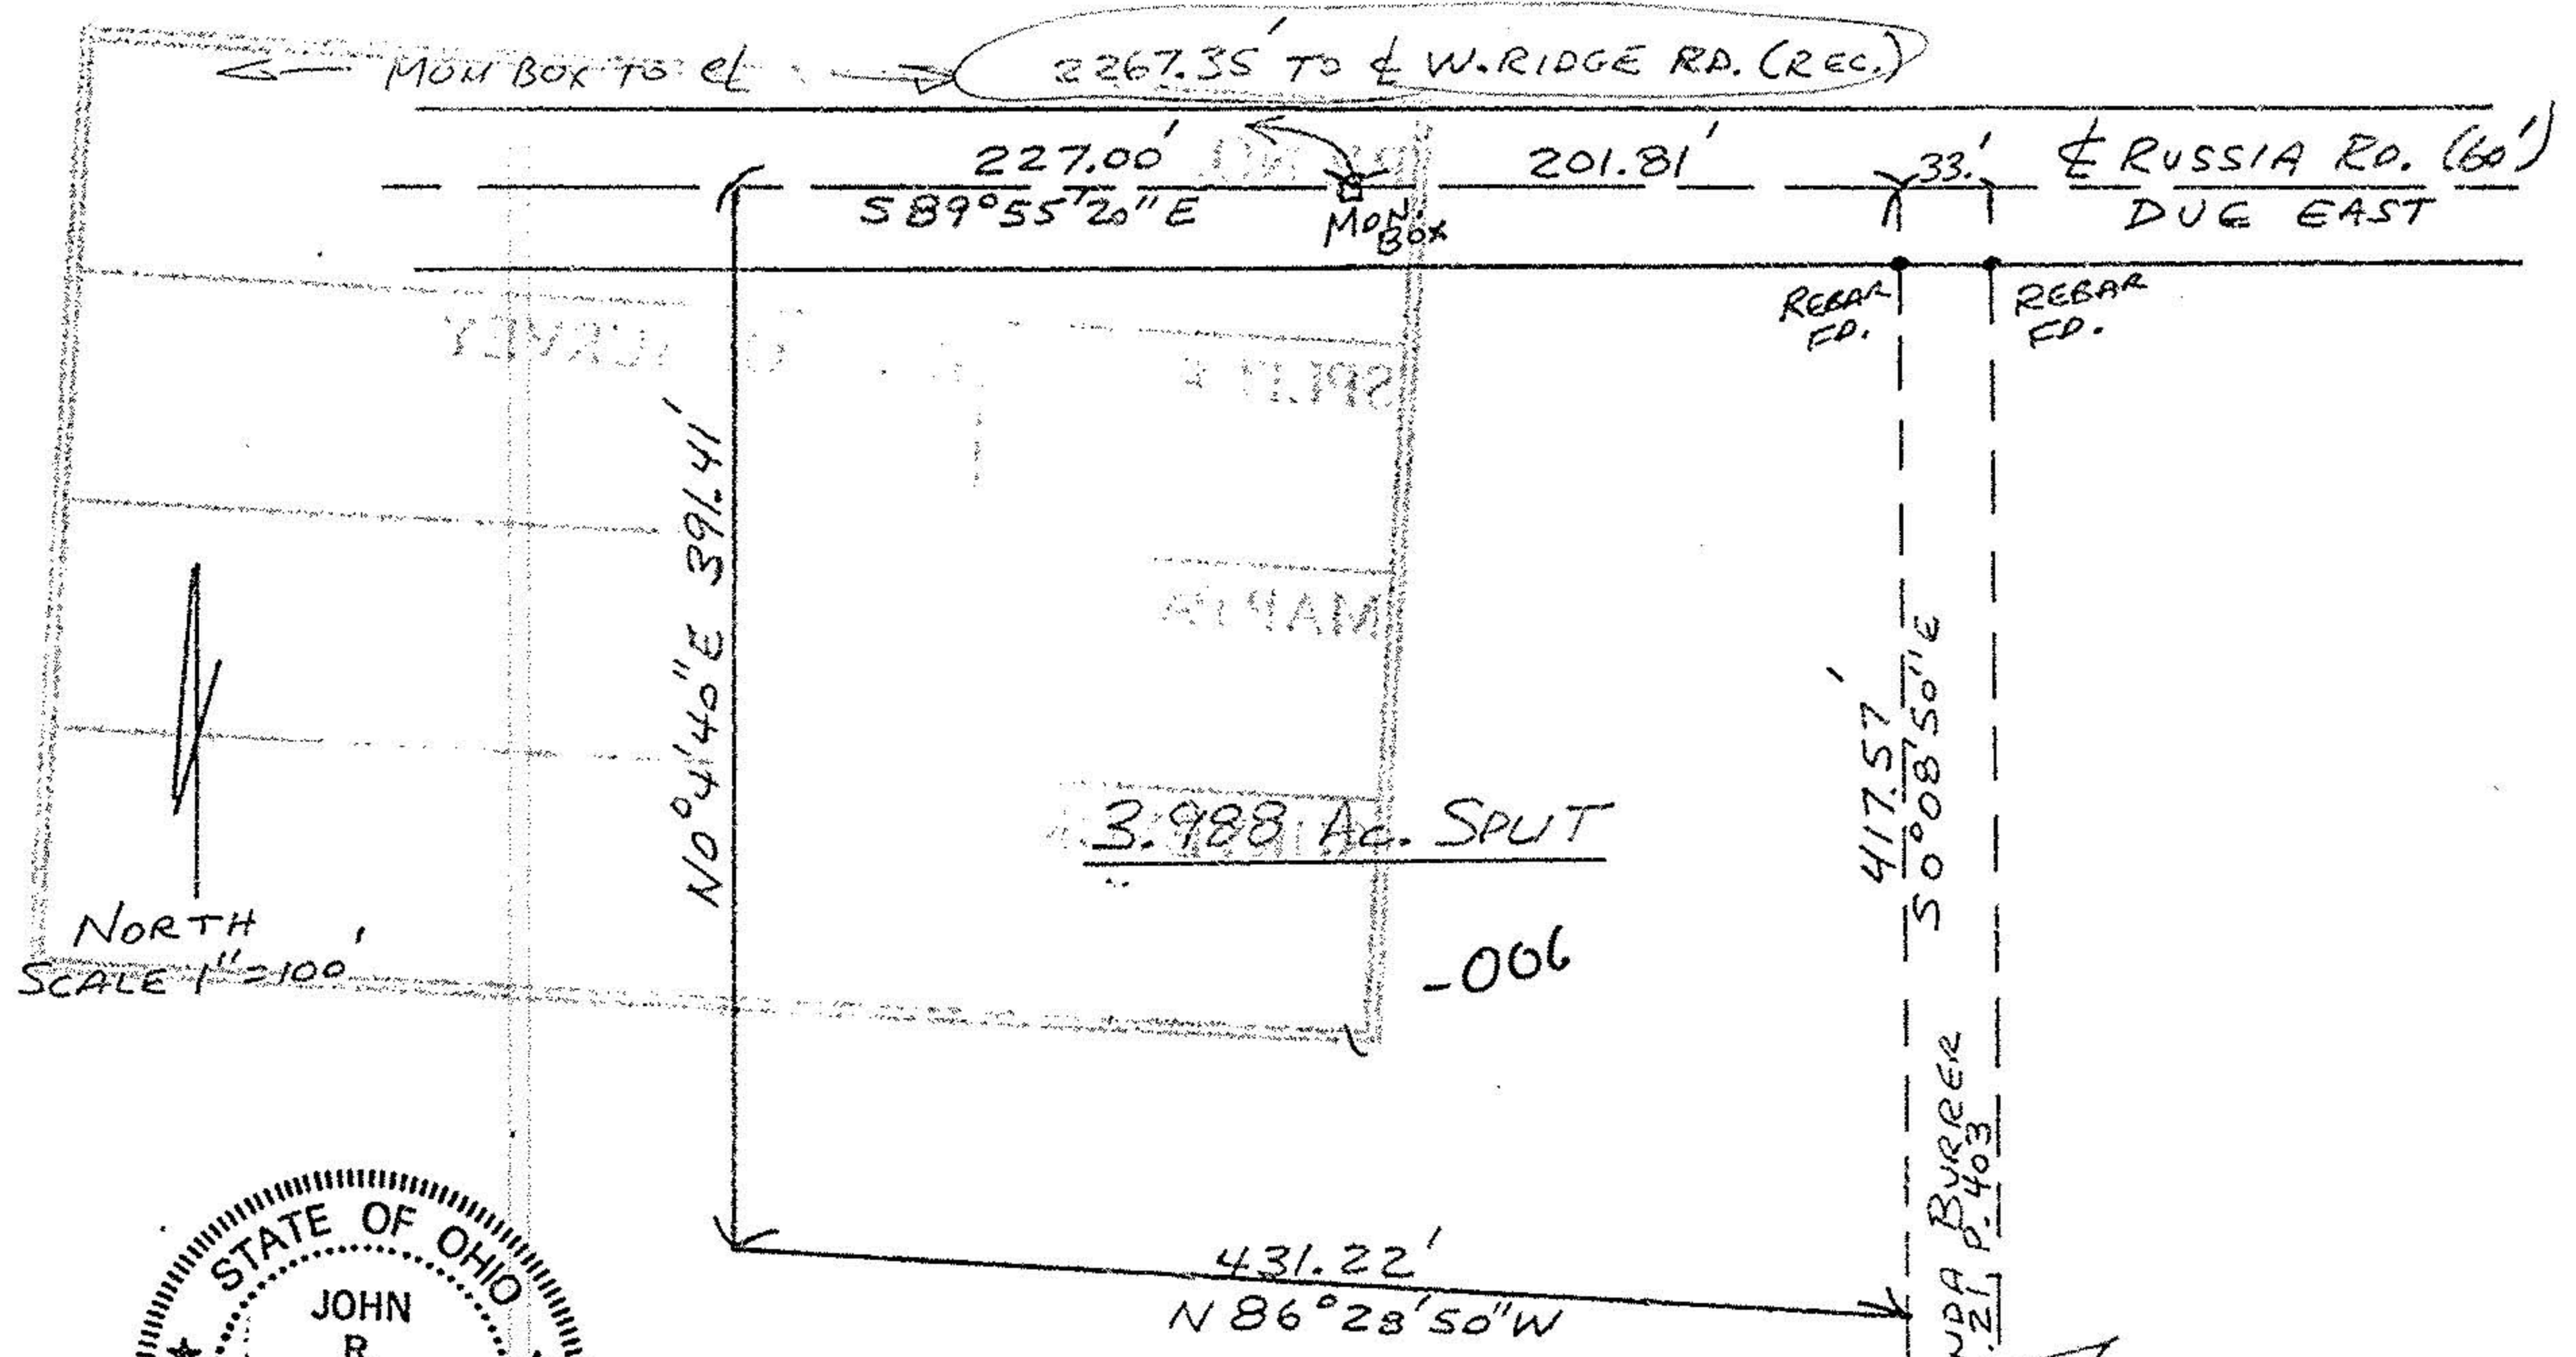 ← MON BOX TO ℄ → 2267.35' TO ℄ W. RIDGE RD. (REC.)
227.00' 201.81' 33.' ℄ RUSSIA RD. (60')
S 89° 55' 20" E DUE EAST
MON. BOX
REBAR FD.
REBAR FD.
N0° 4' 40" E 391.41'
417.57'
S 0° 08' 50" E
3.988 AC. SPLIT
-006
NORTH
SCALE 1" = 100'
BURRER
P. 403
431.22'
N 86° 28' 50" W
STATE OF OHIO
JOHN
R.